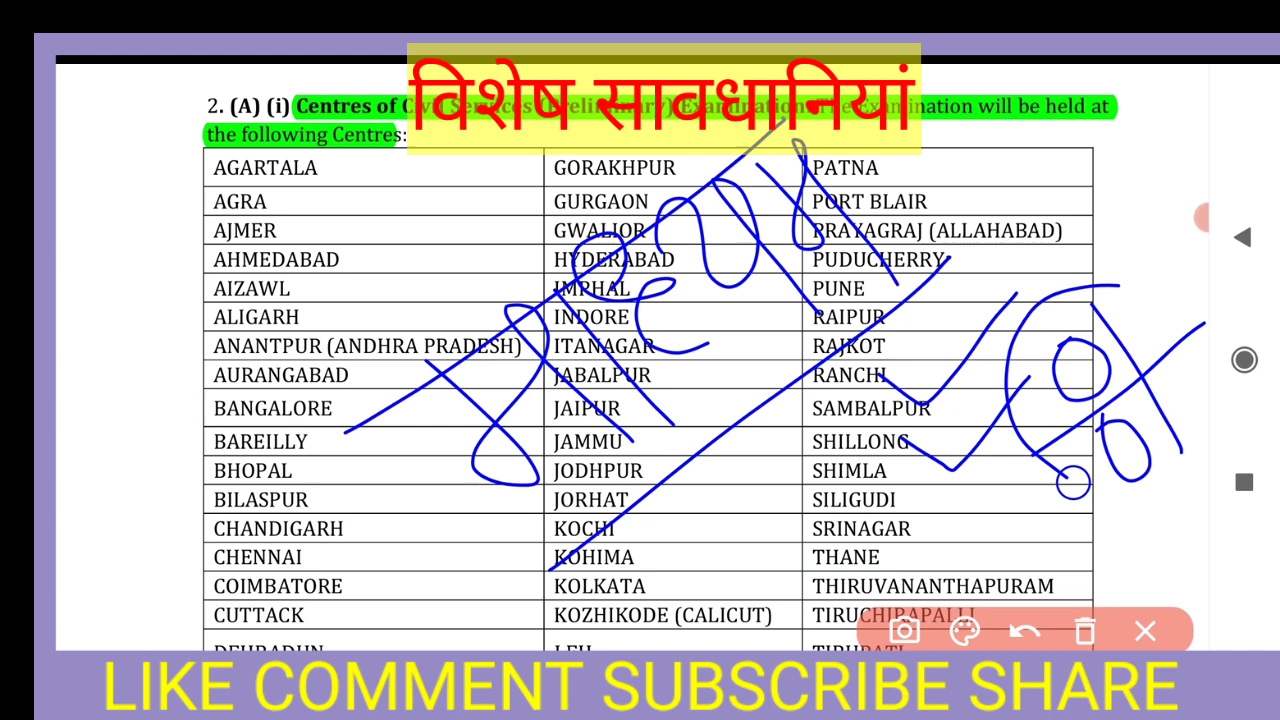 विशेष सावधानियां
2. (A) (i) Centres of Civil Services (Preliminary) Examination: The Examination will be held at
the following Centres:
AGARTALA GORAKHPUR PATNA
AGRA GURGAON PORT BLAIR
AJMER GWALIOR PRAYAGRAJ (ALLAHABAD)
AHMEDABAD HYDERABAD PUDUCHERRY
AIZAWL IMPHAL PUNE
ALIGARH INDORE RAIPUR
ANANTPUR (ANDHRA PRADESH) ITANAGAR RAJKOT
AURANGABAD JABALPUR RANCHI
BANGALORE JAIPUR SAMBALPUR
BAREILLY JAMMU SHILLONG
BHOPAL JODHPUR SHIMLA
BILASPUR JORHAT SILIGUDI
CHANDIGARH KOCHI SRINAGAR
CHENNAI KOHIMA THANE
COIMBATORE KOLKATA THIRUVANANTHAPURAM
CUTTACK KOZHIKODE (CALICUT) TIRUCHIRAPALLI
DEHRADUN LEH TIRUPATI
LIKE COMMENT SUBSCRIBE SHARE